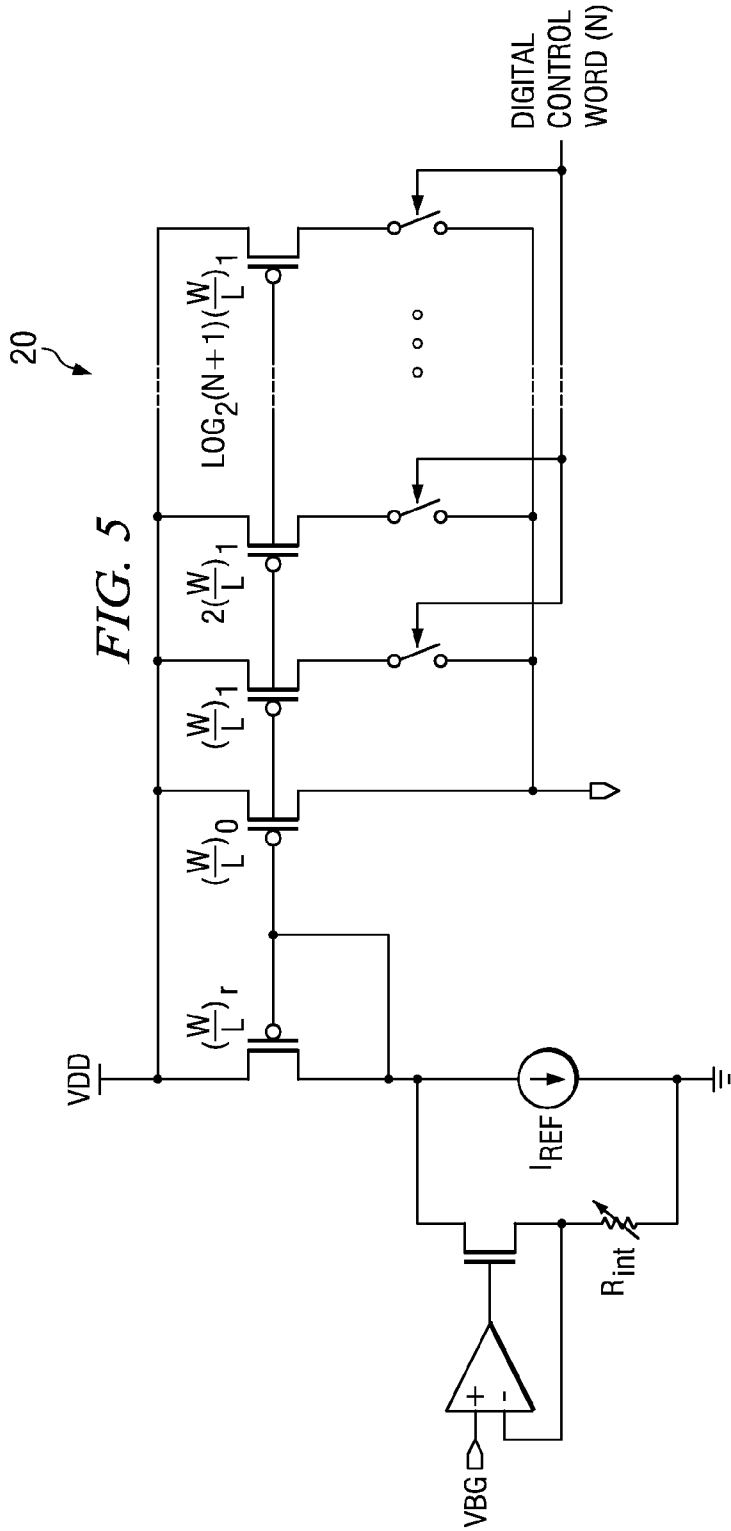 20
FIG. 5
VDD
(W/L)r
(W/L)0
(W/L)1
2(W/L)1
LOG2(N+1)(W/L)1
VBG
+
-
Rint
IREF
DIGITAL
CONTROL
WORD (N)